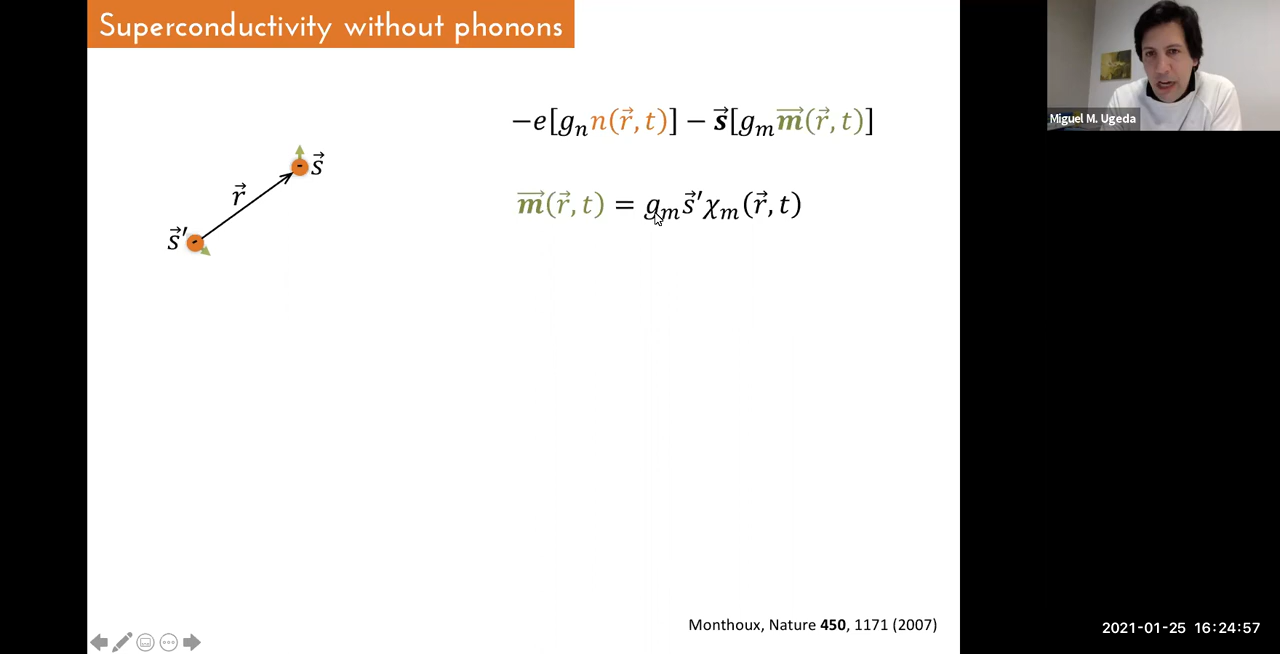 Superconductivity without phonons
−e[gₙn(r⃗, t)] − s⃗[gₘm⃗(r⃗, t)]
s⃗
r⃗
m⃗(r⃗, t) = gₘs⃗′χₘ(r⃗, t)
s⃗′
Monthoux, Nature 450, 1171 (2007)
Miguel M. Ugeda
2021-01-25 16:24:57